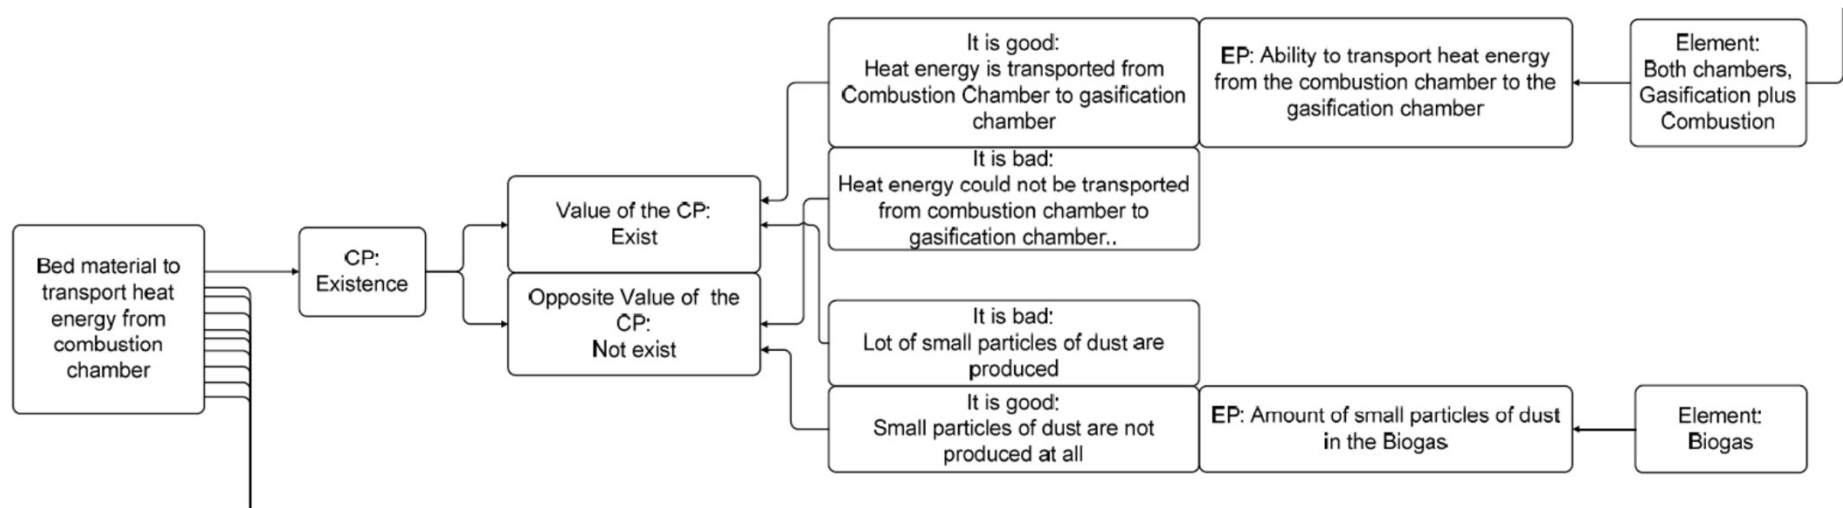 Bed material to
transport heat
energy from
combustion
chamber
CP:
Existence
Value of the CP:
Exist
Opposite Value of the
CP:
Not exist
It is good:
Heat energy is transported from
Combustion Chamber to gasification
chamber
It is bad:
Heat energy could not be transported
from combustion chamber to
gasification chamber..
It is bad:
Lot of small particles of dust are
produced
It is good:
Small particles of dust are not
produced at all
EP: Ability to transport heat energy
from the combustion chamber to the
gasification chamber
EP: Amount of small particles of dust
in the Biogas
Element:
Both chambers,
Gasification plus
Combustion
Element:
Biogas